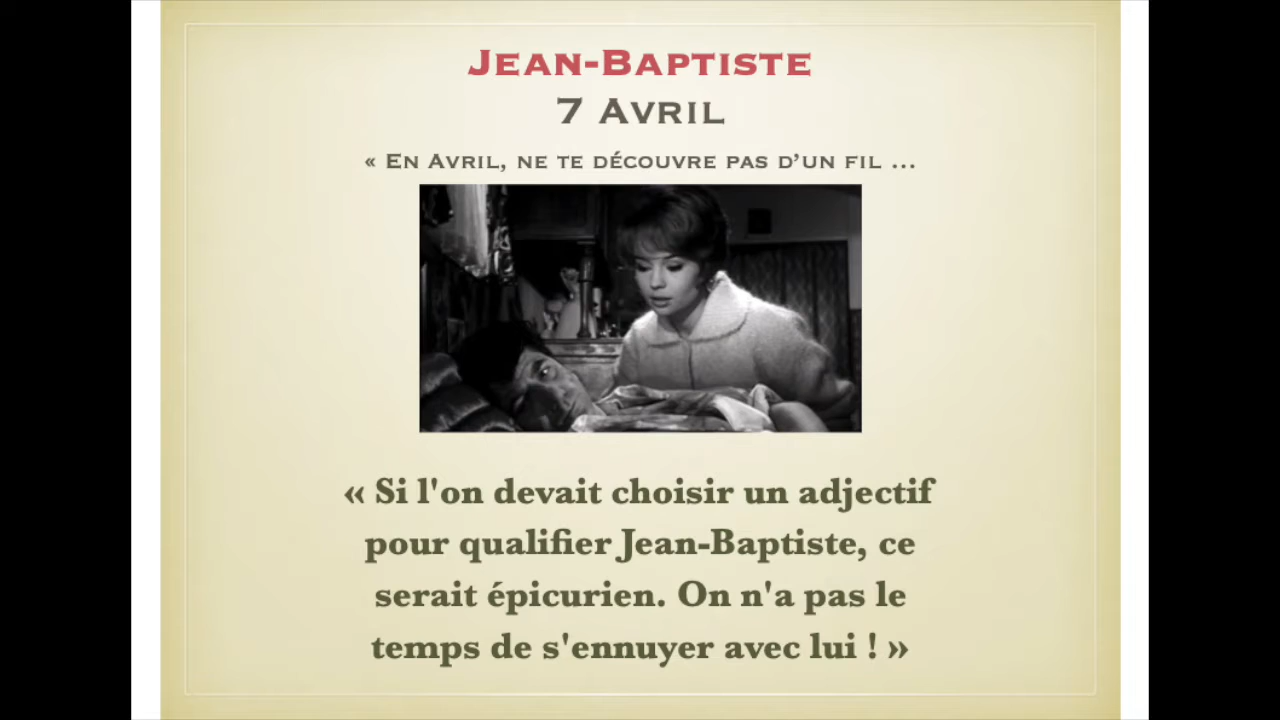 Jean-Baptiste
7 Avril
« En Avril, ne te découvre pas d’un fil ...
« Si l'on devait choisir un adjectif
pour qualifier Jean-Baptiste, ce
serait épicurien. On n'a pas le
temps de s'ennuyer avec lui ! »